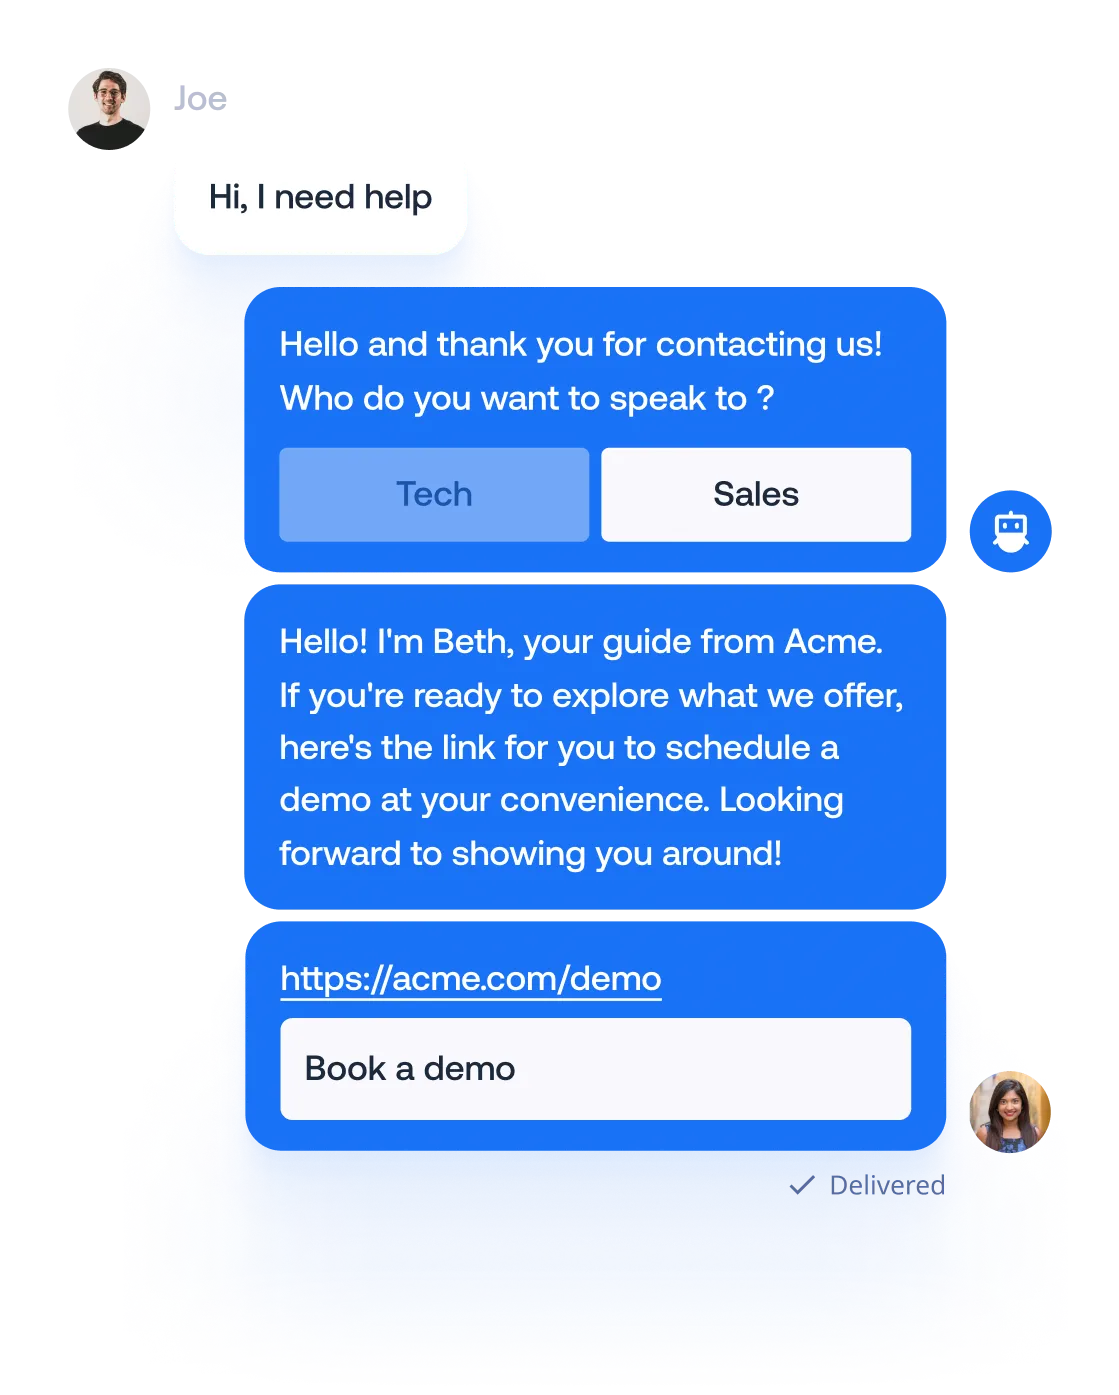 Joe
Hi, I need help
Hello and thank you for contacting us!
Who do you want to speak to ?
Tech
Sales
Hello! I'm Beth, your guide from Acme.
If you're ready to explore what we offer,
here's the link for you to schedule a
demo at your convenience. Looking
forward to showing you around!
https://acme.com/demo
Book a demo
Delivered